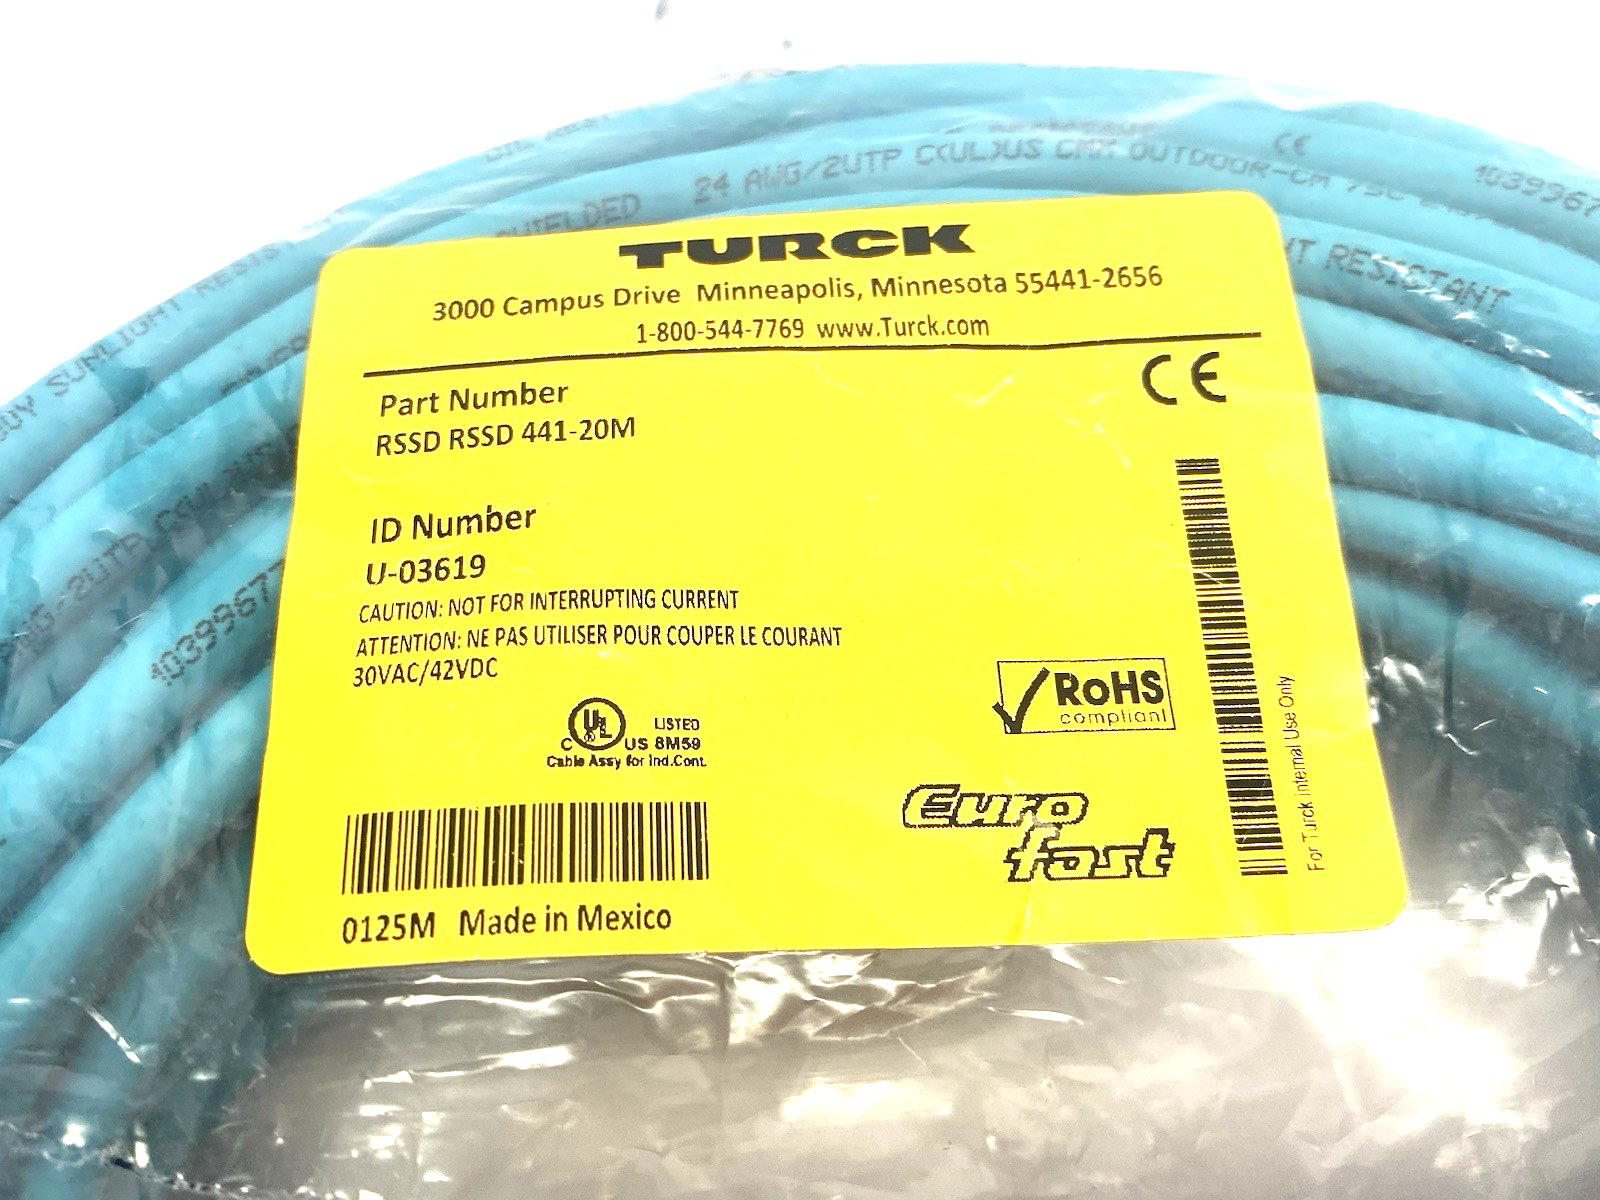 24 AWG/2UTP C(UL)US CMR OUTDOOR-CM
SHIELDED
RESISTANT
SUNLIGHT
1039967
TURCK
3000 Campus Drive Minneapolis, Minnesota 55441-2656
1-800-544-7769 www.Turck.com
CE
Part Number
RSSD RSSD 441-20M
ID Number
U-03619
CAUTION: NOT FOR INTERRUPTING CURRENT
ATTENTION: NE PAS UTILISER POUR COUPER LE COURANT
30VAC/42VDC
C UL US LISTED 8M59
Cable Assy for Ind.Cont.
RoHS
compliant
Euro
fast
For Turck internal Use Only
0125M Made in Mexico